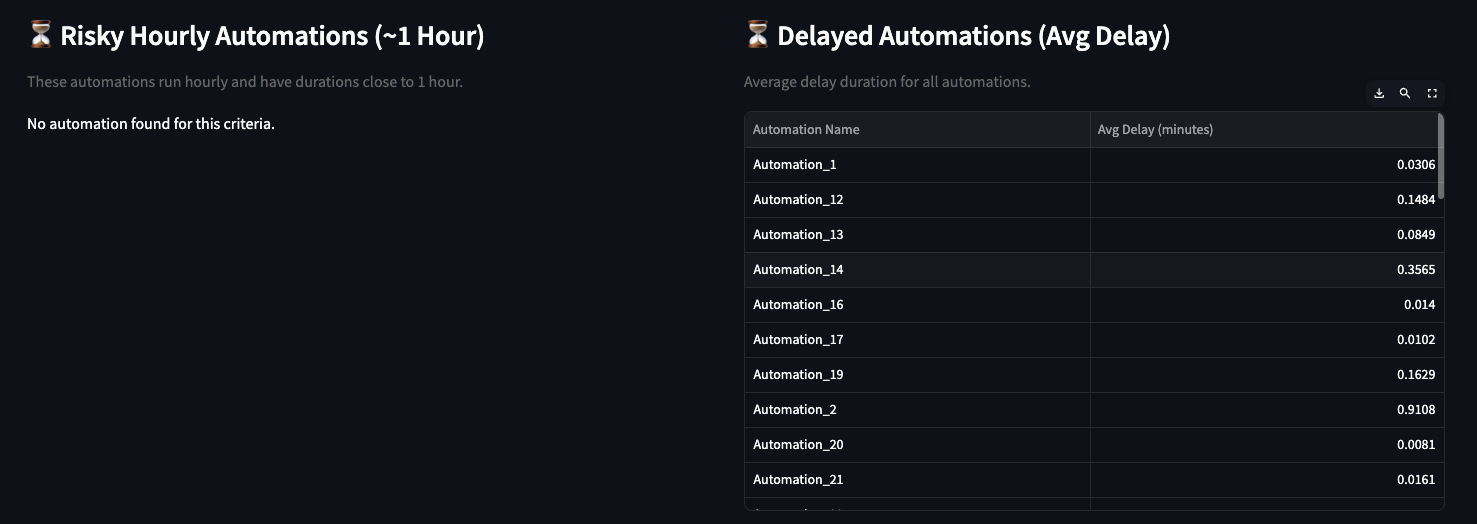 ⏳ Risky Hourly Automations (~1 Hour)
These automations run hourly and have durations close to 1 hour.
No automation found for this criteria.
⏳ Delayed Automations (Avg Delay)
Average delay duration for all automations.
Automation Name Avg Delay (minutes)
Automation_1 0.0306
Automation_12 0.1484
Automation_13 0.0849
Automation_14 0.3565
Automation_16 0.014
Automation_17 0.0102
Automation_19 0.1629
Automation_2 0.9108
Automation_20 0.0081
Automation_21 0.0161